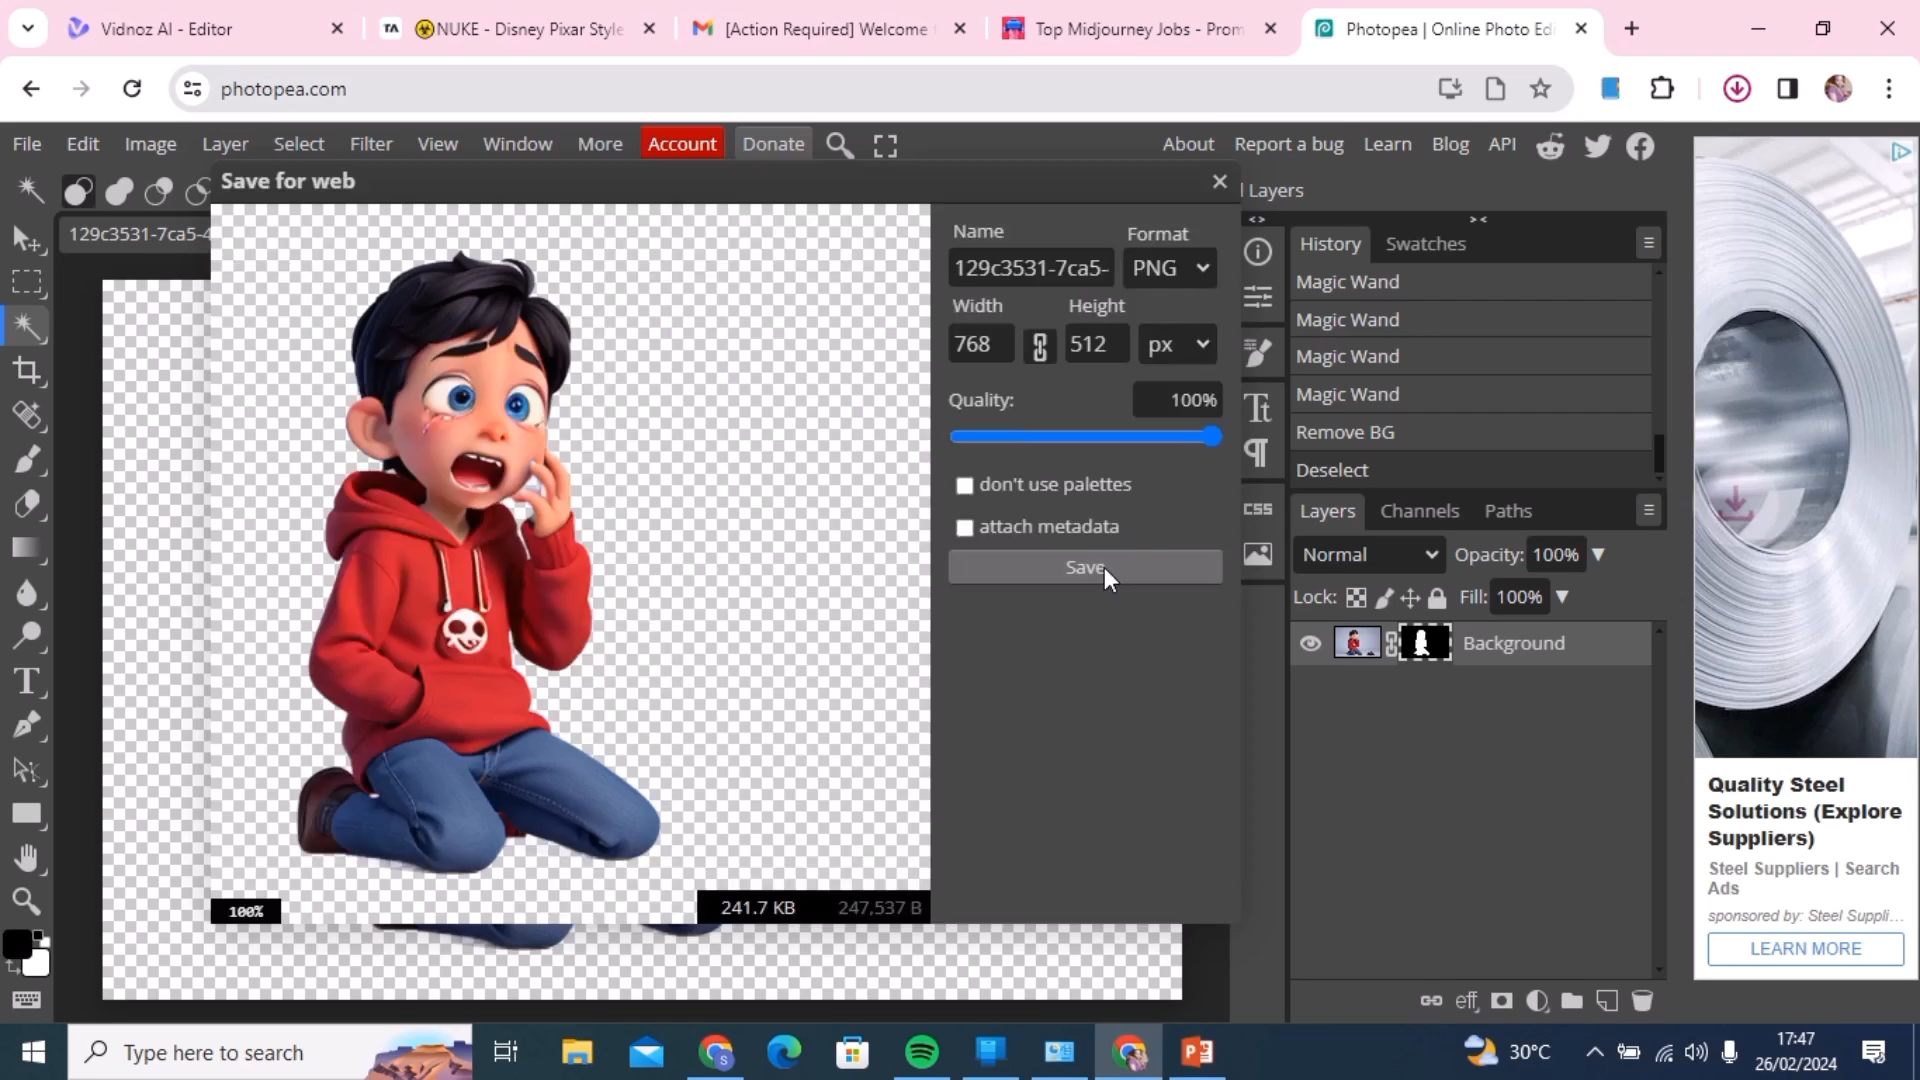 Vidnoz AI - Editor
TA
NUKE - Disney Pixar Style
[Action Required] Welcome
Top Midjourney Jobs - Prom
Photopea | Online Photo Edi
photopea.com
File Edit Image Layer Select Filter View Window More Account Donate
About Report a bug Learn Blog API
Save for web
Layers
129c3531-7ca5-4
Name
Format
129c3531-7ca5-
PNG
Width
Height
768
512
px
Quality:
100%
don't use palettes
attach metadata
Save
100%
241.7 KB 247,537 B
< >
> <
History Swatches
Magic Wand
Magic Wand
Magic Wand
Magic Wand
Remove BG
Deselect
CSS
Layers Channels Paths
Normal
Opacity: 100%
Lock:
Fill: 100%
Background
eff
Quality Steel
Solutions (Explore
Suppliers)
Steel Suppliers | Search
Ads
sponsored by: Steel Suppli...
LEARN MORE
Type here to search
S
30°C
17:47
26/02/2024